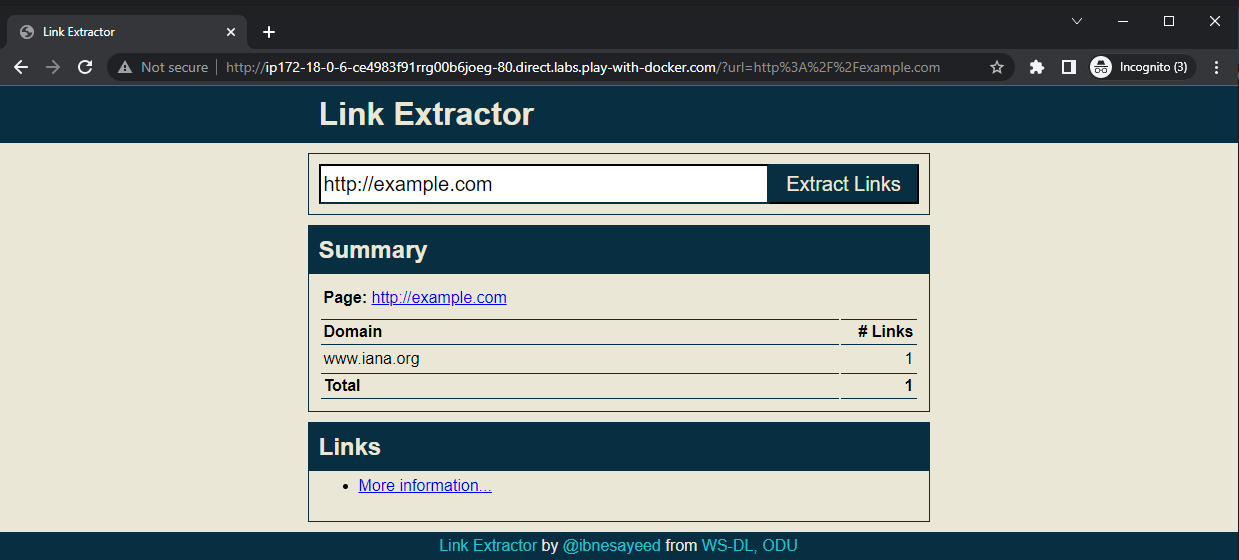 Link Extractor
Not secure http://ip172-18-0-6-ce4983f91rrg00b6joeg-80.direct.labs.play-with-docker.com/?url=http%3A%2F%2Fexample.com Incognito (3)
Link Extractor
http://example.com Extract Links
Summary
Page: http://example.com
Domain # Links
www.iana.org 1
Total 1
Links
• More information...
Link Extractor by @ibnesayeed from WS-DL, ODU